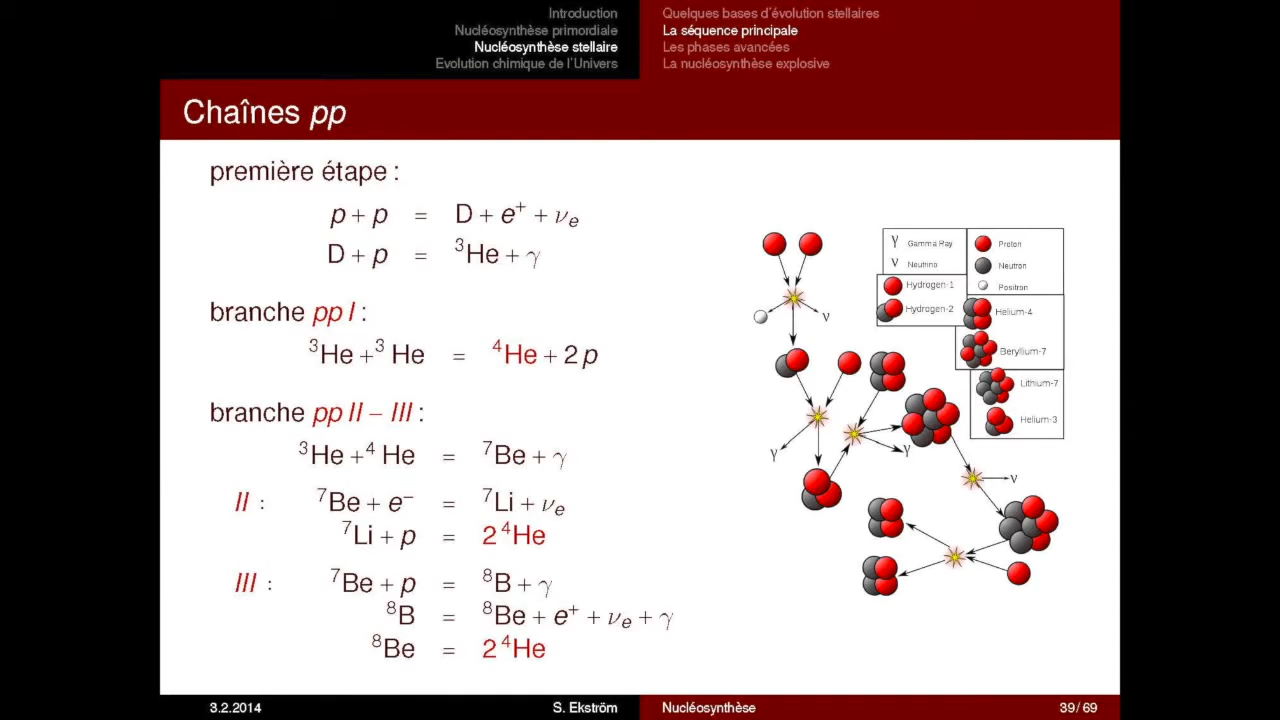 Introduction
Nucléosynthèse primordiale
Nucléosynthèse stellaire
Evolution chimique de l'Univers
Quelques bases d'évolution stellaires
La séquence principale
Les phases avancées
La nucléosynthèse explosive
Chaînes pp
première étape :
p + p = D + e⁺ + νₑ
D + p = ³He + γ
branche pp I :
³He +³ He = ⁴He + 2 p
branche pp II – III :
³He +⁴ He = ⁷Be + γ
II : ⁷Be + e⁻ = ⁷Li + νₑ
⁷Li + p = 2 ⁴He
III : ⁷Be + p = ⁸B + γ
⁸B = ⁸Be + e⁺ + νₑ + γ
⁸Be = 2 ⁴He
γ Gamma Ray
ν Neutrino
Proton
Neutron
Positron
Hydrogen-1
Hydrogen-2
Helium-4
Beryllium-7
Lithium-7
Helium-3
ν
γ
γ
ν
3.2.2014
S. Ekström
Nucléosynthèse
39/69